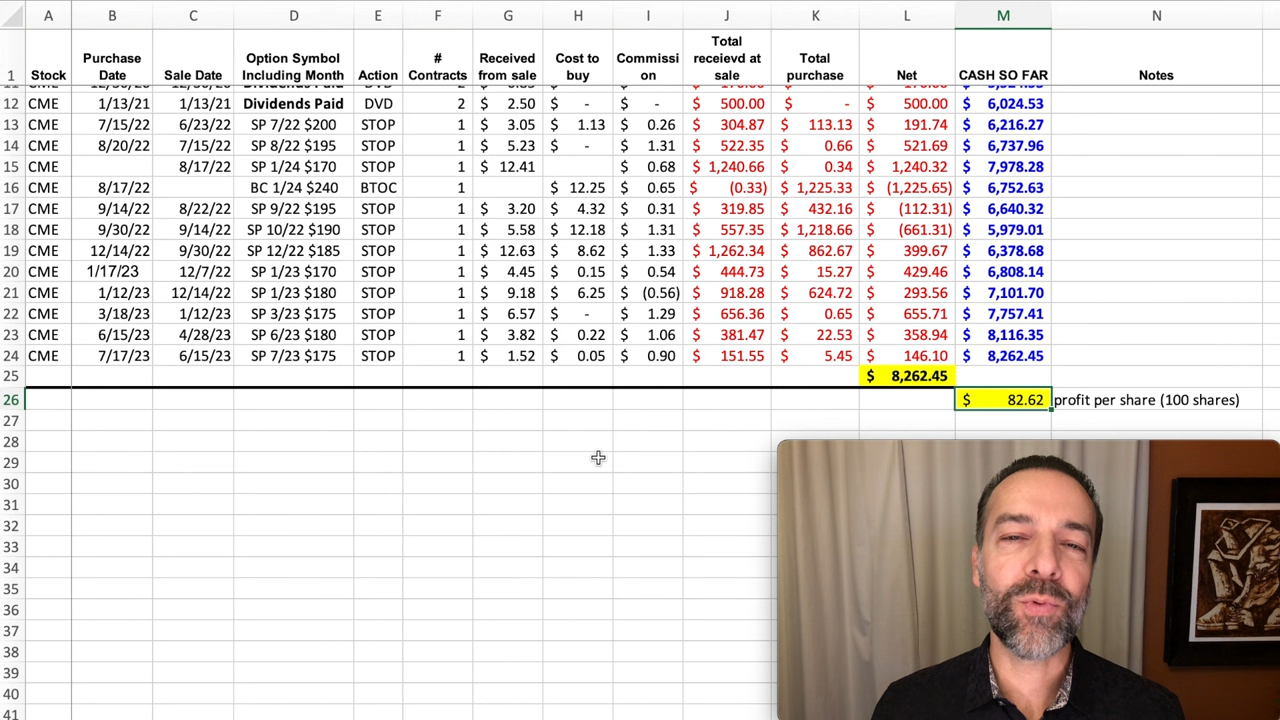 A B C D E F G H I J K L M N
1 Stock Purchase Date Sale Date Option Symbol Including Month Action # Contracts Received from sale Cost to buy Commission Total receievd at sale Total purchase Net CASH SO FAR Notes
12 CME 1/13/21 1/13/21 Dividends Paid DVD 2 $ 2.50 $ - $ - $ 500.00 $ - $ 500.00 $ 6,024.53
13 CME 7/15/22 6/23/22 SP 7/22 $200 STOP 1 $ 3.05 $ 1.13 $ 0.26 $ 304.87 $ 113.13 $ 191.74 $ 6,216.27
14 CME 8/20/22 7/15/22 SP 8/22 $195 STOP 1 $ 5.23 $ - $ 1.31 $ 522.35 $ 0.66 $ 521.69 $ 6,737.96
15 CME 8/17/22 SP 1/24 $170 STOP 1 $ 12.41 $ 0.68 $ 1,240.66 $ 0.34 $ 1,240.32 $ 7,978.28
16 CME 8/17/22 BC 1/24 $240 BTOC 1 $ 12.25 $ 0.65 $ (0.33) $ 1,225.33 $ (1,225.65) $ 6,752.63
17 CME 9/14/22 8/22/22 SP 9/22 $195 STOP 1 $ 3.20 $ 4.32 $ 0.31 $ 319.85 $ 432.16 $ (112.31) $ 6,640.32
18 CME 9/30/22 9/14/22 SP 10/22 $190 STOP 1 $ 5.58 $ 12.18 $ 1.31 $ 557.35 $ 1,218.66 $ (661.31) $ 5,979.01
19 CME 12/14/22 9/30/22 SP 12/22 $185 STOP 1 $ 12.63 $ 8.62 $ 1.33 $ 1,262.34 $ 862.67 $ 399.67 $ 6,378.68
20 CME 1/17/23 12/7/22 SP 1/23 $170 STOP 1 $ 4.45 $ 0.15 $ 0.54 $ 444.73 $ 15.27 $ 429.46 $ 6,808.14
21 CME 1/12/23 12/14/22 SP 1/23 $180 STOP 1 $ 9.18 $ 6.25 $ (0.56) $ 918.28 $ 624.72 $ 293.56 $ 7,101.70
22 CME 3/18/23 1/12/23 SP 3/23 $175 STOP 1 $ 6.57 $ - $ 1.29 $ 656.36 $ 0.65 $ 655.71 $ 7,757.41
23 CME 6/15/23 4/28/23 SP 6/23 $180 STOP 1 $ 3.82 $ 0.22 $ 1.06 $ 381.47 $ 22.53 $ 358.94 $ 8,116.35
24 CME 7/17/23 6/15/23 SP 7/23 $175 STOP 1 $ 1.52 $ 0.05 $ 0.90 $ 151.55 $ 5.45 $ 146.10 $ 8,262.45
25 $ 8,262.45
26 $ 82.62 profit per share (100 shares)
27
28
29
30
31
32
33
34
35
36
37
38
39
40
41